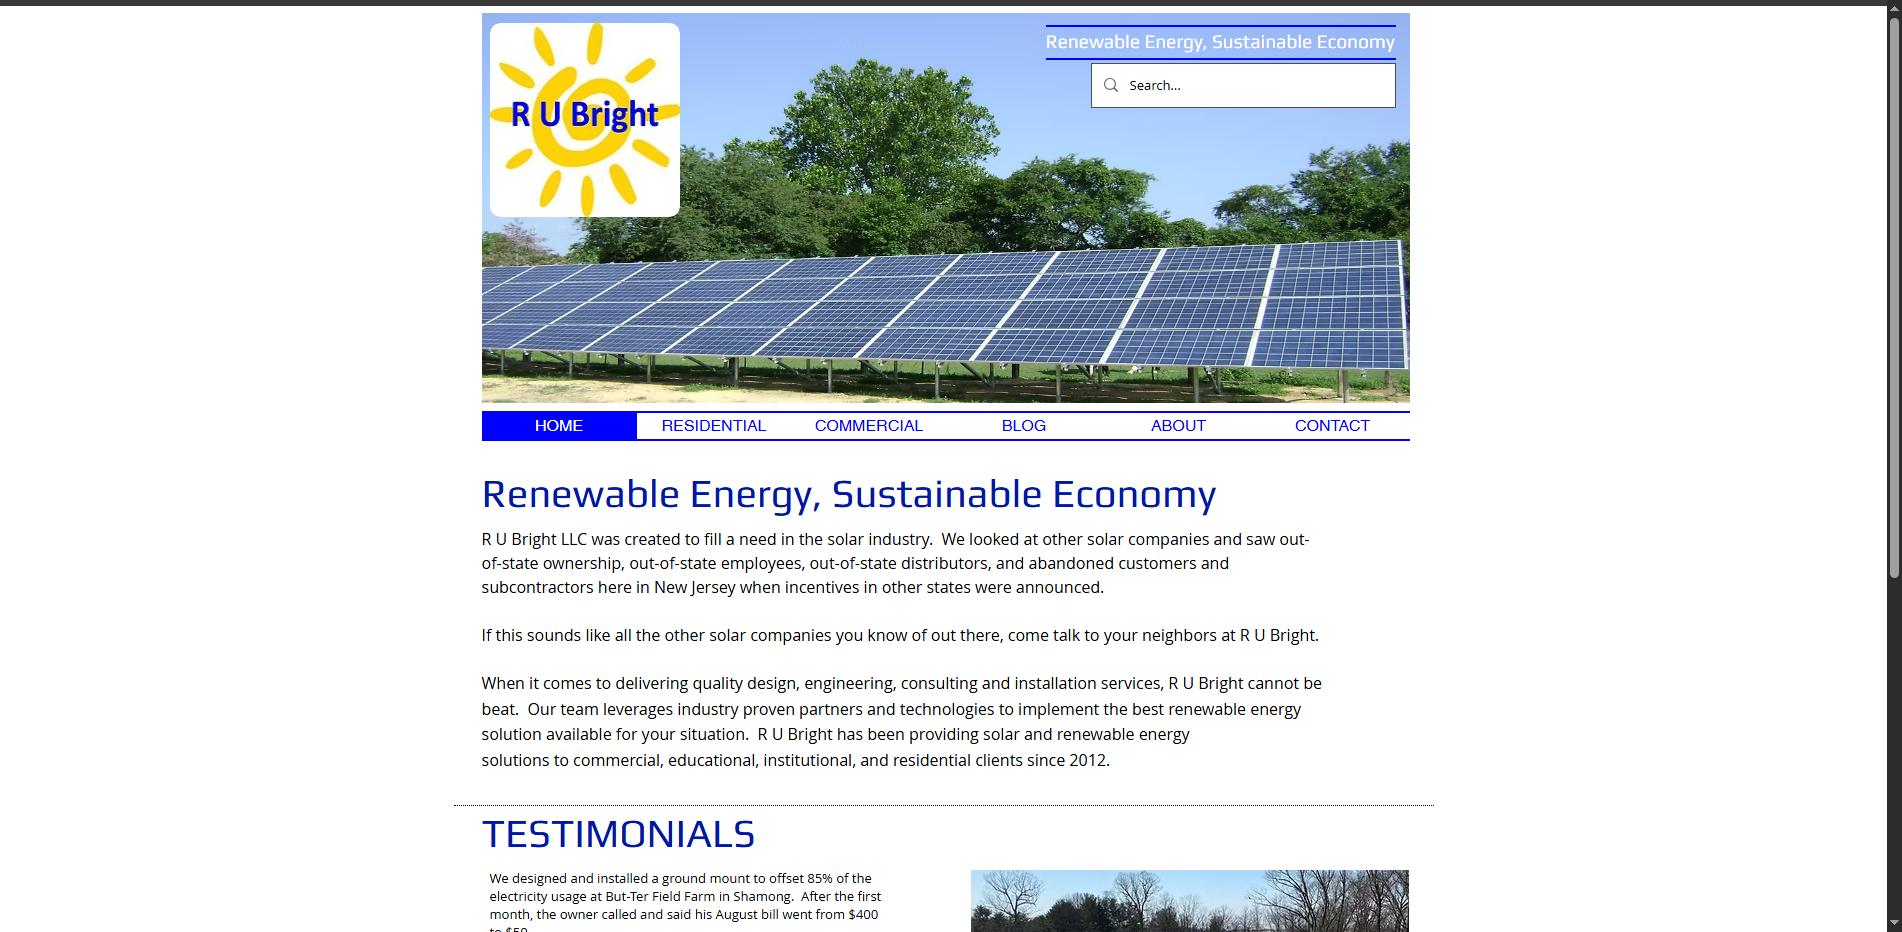 R U Bright
Renewable Energy, Sustainable Economy
Search...
HOME
RESIDENTIAL
COMMERCIAL
BLOG
ABOUT
CONTACT
Renewable Energy, Sustainable Economy
R U Bright LLC was created to fill a need in the solar industry.  We looked at other solar companies and saw out-
of-state ownership, out-of-state employees, out-of-state distributors, and abandoned customers and
subcontractors here in New Jersey when incentives in other states were announced.
If this sounds like all the other solar companies you know of out there, come talk to your neighbors at R U Bright.
When it comes to delivering quality design, engineering, consulting and installation services, R U Bright cannot be
beat.  Our team leverages industry proven partners and technologies to implement the best renewable energy
solution available for your situation.  R U Bright has been providing solar and renewable energy
solutions to commercial, educational, institutional, and residential clients since 2012.
TESTIMONIALS
We designed and installed a ground mount to offset 85% of the
electricity usage at But-Ter Field Farm in Shamong.  After the first
month, the owner called and said his August bill went from $400
to $50